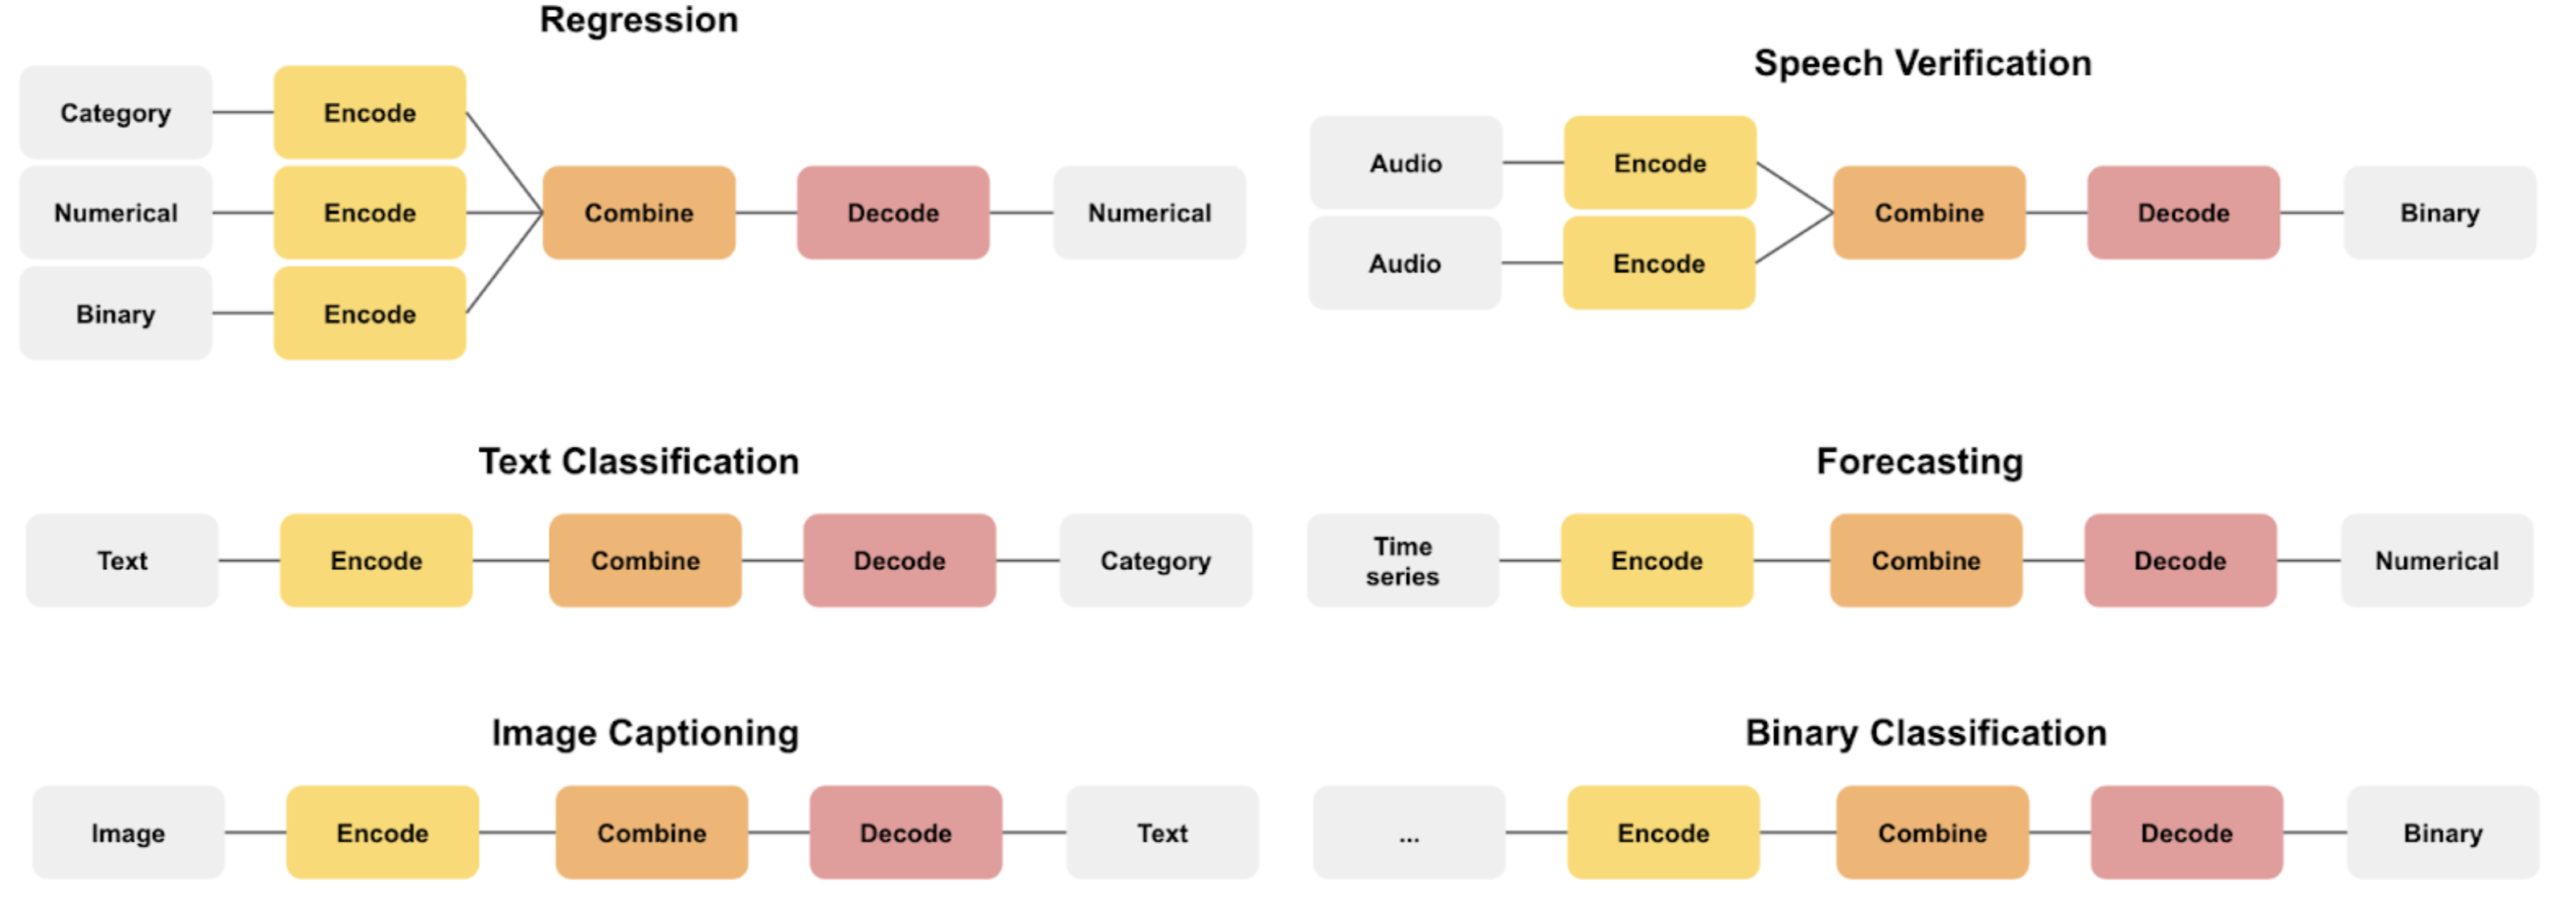 Regression
Category
Encode
Numerical
Encode
Combine
Decode
Numerical
Binary
Encode
Speech Verification
Audio
Encode
Combine
Decode
Binary
Audio
Encode
Text Classification
Text
Encode
Combine
Decode
Category
Forecasting
Time
series
Encode
Combine
Decode
Numerical
Image Captioning
Image
Encode
Combine
Decode
Text
Binary Classification
...
Encode
Combine
Decode
Binary